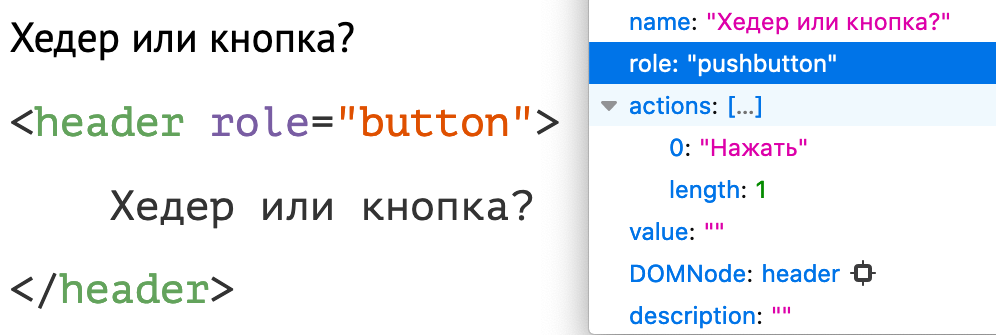 Хедер или кнопка?
<header role="button">
Хедер или кнопка?
</header>
name: "Хедер или кнопка?"
role: "pushbutton"
actions: […]
0: "Нажать"
length: 1
value: ""
DOMNode: header
description: ""